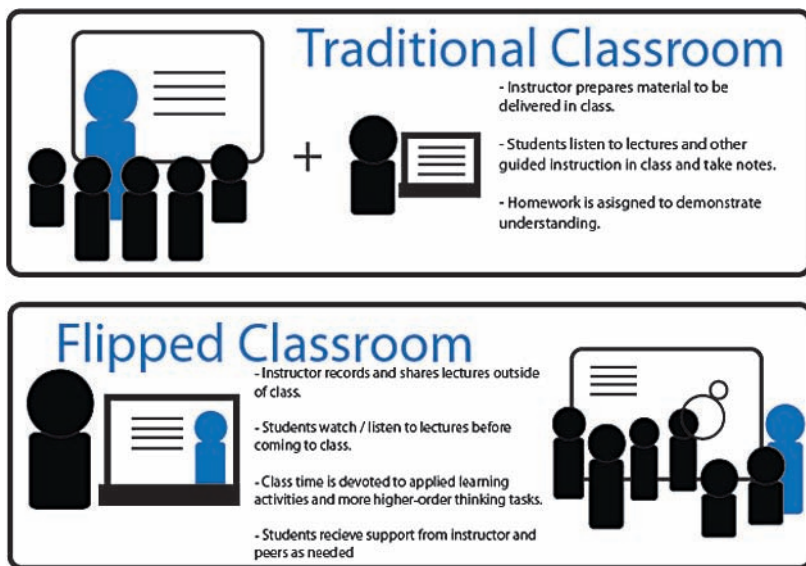 Traditional Classroom
- Instructor prepares material to be
delivered in class.
- Students listen to lectures and other
guided instruction in class and take notes.
- Homework is asisgned to demonstrate
understanding.
+
Flipped Classroom
- Instructor records and shares lectures outside
of class.
- Students watch / listen to lectures before
coming to class.
- Class time is devoted to applied learning
activities and more higher-order thinking tasks.
- Students recieve support from instructor and
peers as needed